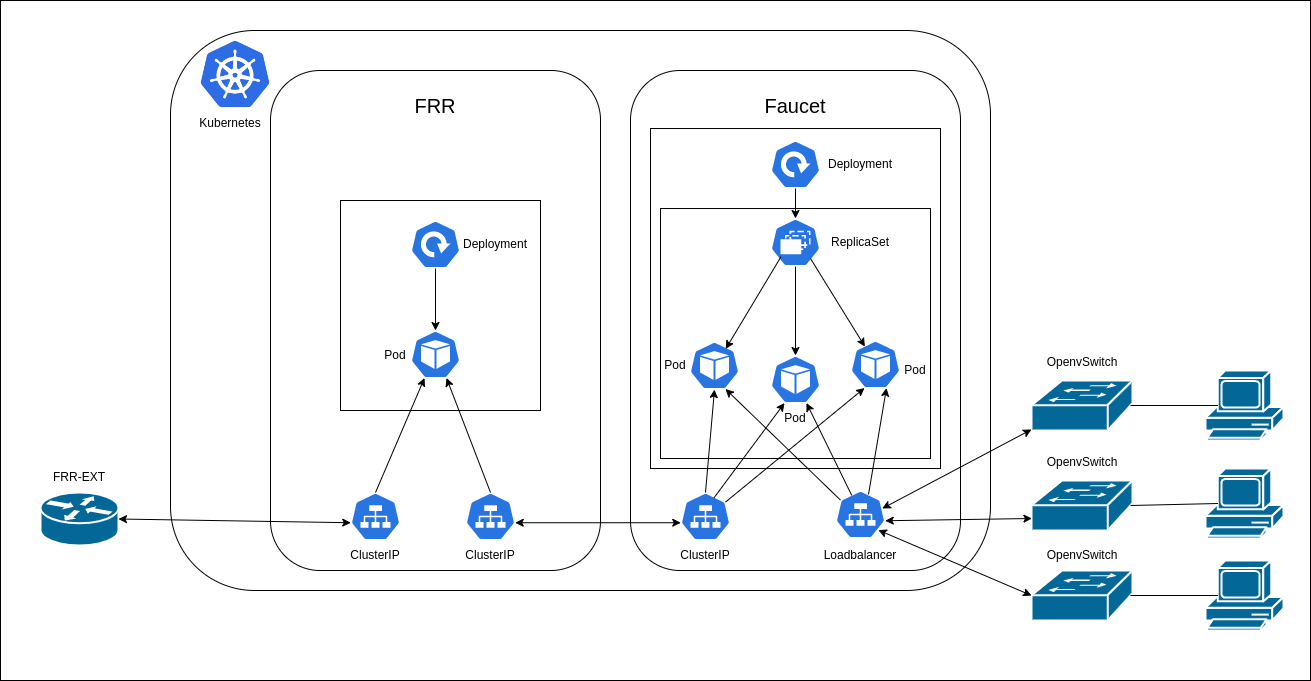 Kubernetes
FRR
Deployment
Pod
FRR-EXT
ClusterIP
ClusterIP
Faucet
Deployment
ReplicaSet
Pod
Pod
Pod
ClusterIP
Loadbalancer
OpenvSwitch
OpenvSwitch
OpenvSwitch